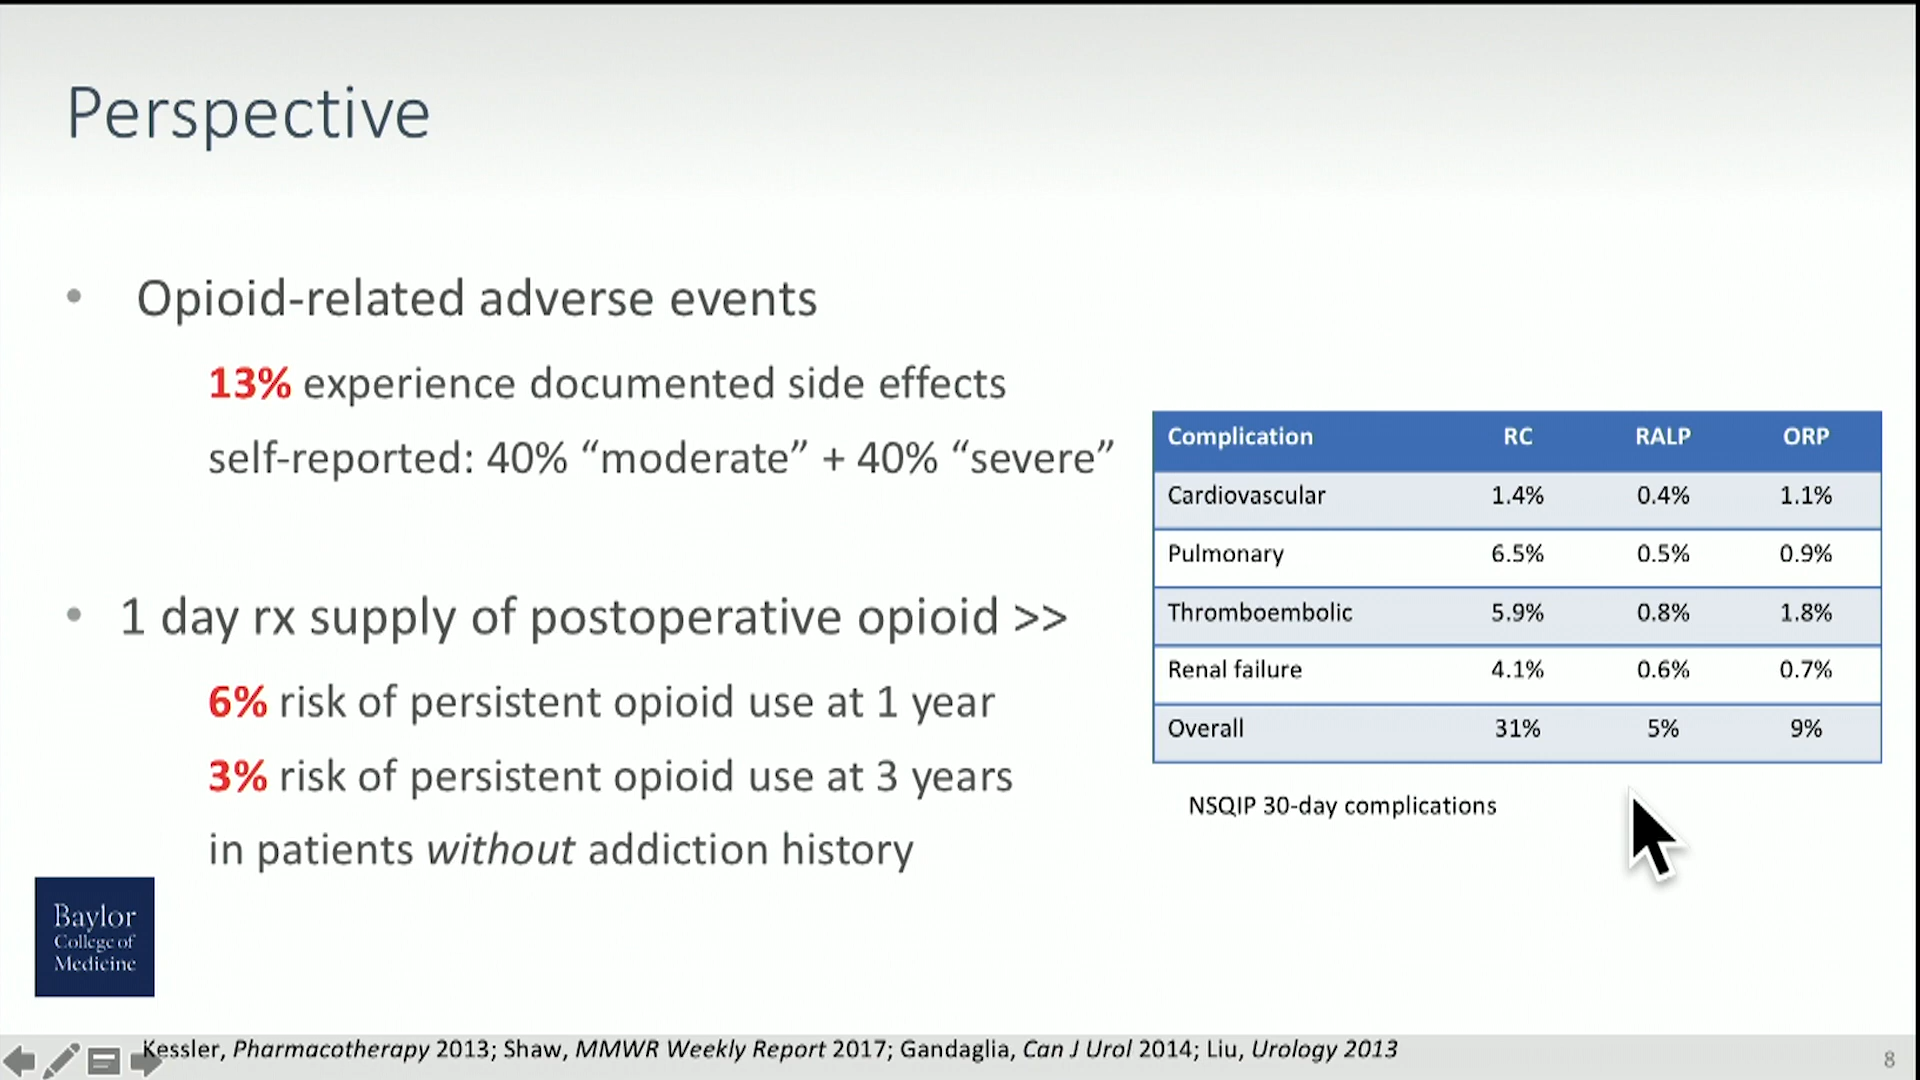 Perspective
• Opioid-related adverse events
13% experience documented side effects
self-reported: 40% “moderate” + 40% “severe”
• 1 day rx supply of postoperative opioid >>
6% risk of persistent opioid use at 1 year
3% risk of persistent opioid use at 3 years
in patients without addiction history
Complication RC RALP ORP
Cardiovascular 1.4% 0.4% 1.1%
Pulmonary 6.5% 0.5% 0.9%
Thromboembolic 5.9% 0.8% 1.8%
Renal failure 4.1% 0.6% 0.7%
Overall 31% 5% 9%
NSQIP 30-day complications
Baylor
College of
Medicine
Kessler, Pharmacotherapy 2013; Shaw, MMWR Weekly Report 2017; Gandaglia, Can J Urol 2014; Liu, Urology 2013
8